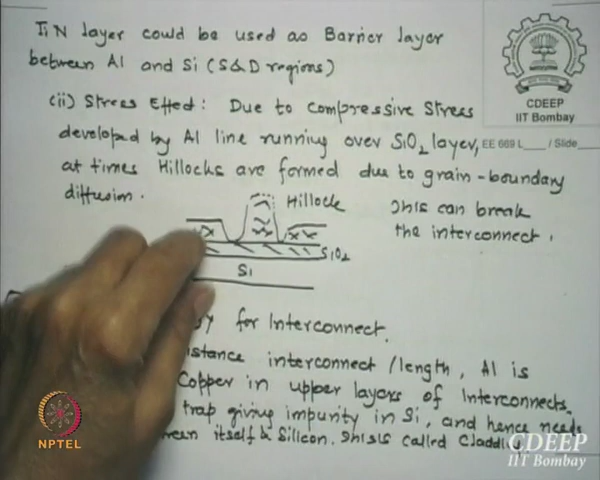 TiN layer could be used as Barrier layer
between Al and Si (S&D regions)
(ii) Stress Effect: Due to compressive stress
developed by Al line running over SiO2 layer,
at times Hillocks are formed due to grain-boundary
diffusion.
Hillock
This can break
the interconnect.
SiO2
Si
for Interconnect.
interconnect/length, Al is
Copper in upper layers of Interconnects.
trap giving impurity in Si, and hence needs
itself & Silicon. This is called Cladding
CDEEP
IIT Bombay
EE 669 L___ / Slide___
NPTEL
CDEEP
IIT Bombay